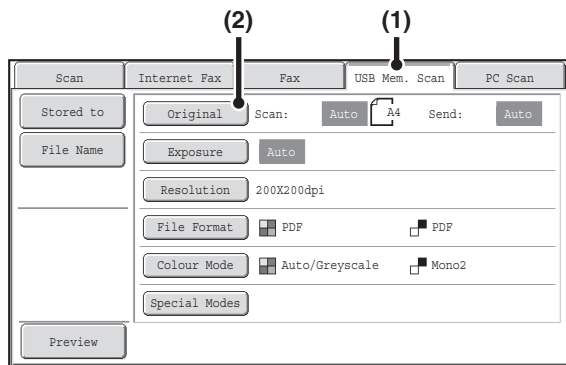 (2) (1)
Scan Internet Fax Fax USB Mem. Scan PC Scan
Stored to
File Name
Original Scan: Auto A4 Send: Auto
Exposure Auto
Resolution 200X200dpi
File Format PDF PDF
Colour Mode Auto/Greyscale Mono2
Special Modes
Preview